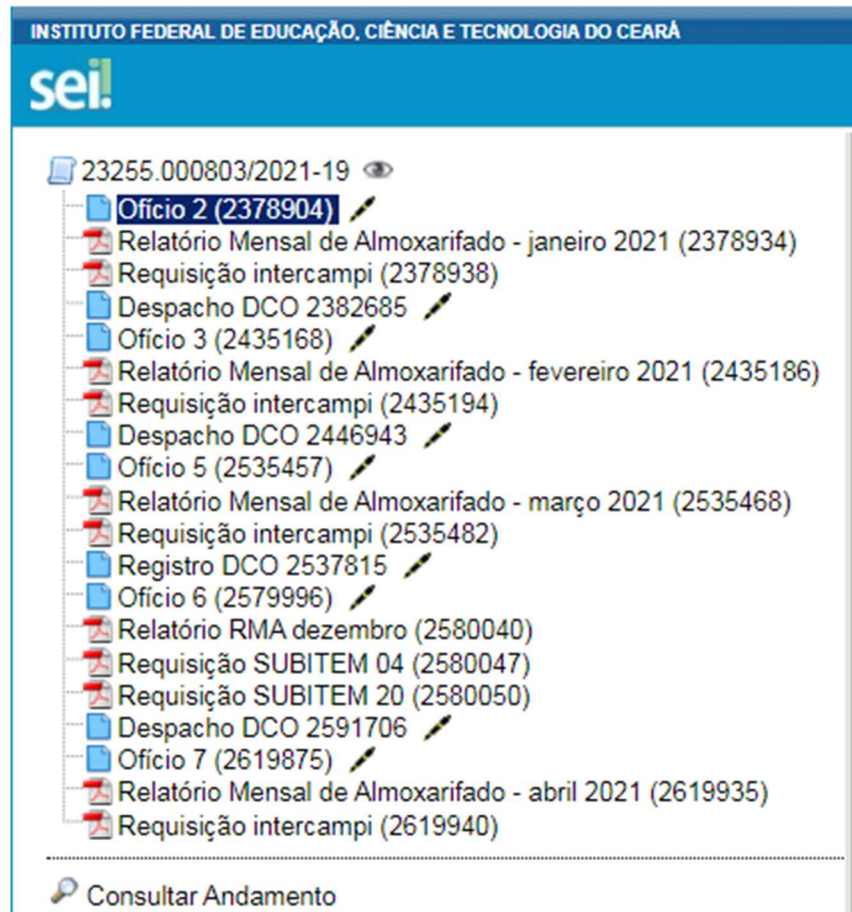 INSTITUTO FEDERAL DE EDUCAÇÃO, CIÊNCIA E TECNOLOGIA DO CEARÁ
sei!
23255.000803/2021-19
Ofício 2 (2378904)
Relatório Mensal de Almoxarifado - janeiro 2021 (2378934)
Requisição intercampi (2378938)
Despacho DCO 2382685
Ofício 3 (2435168)
Relatório Mensal de Almoxarifado - fevereiro 2021 (2435186)
Requisição intercampi (2435194)
Despacho DCO 2446943
Ofício 5 (2535457)
Relatório Mensal de Almoxarifado - março 2021 (2535468)
Requisição intercampi (2535482)
Registro DCO 2537815
Ofício 6 (2579996)
Relatório RMA dezembro (2580040)
Requisição SUBITEM 04 (2580047)
Requisição SUBITEM 20 (2580050)
Despacho DCO 2591706
Ofício 7 (2619875)
Relatório Mensal de Almoxarifado - abril 2021 (2619935)
Requisição intercampi (2619940)
Consultar Andamento